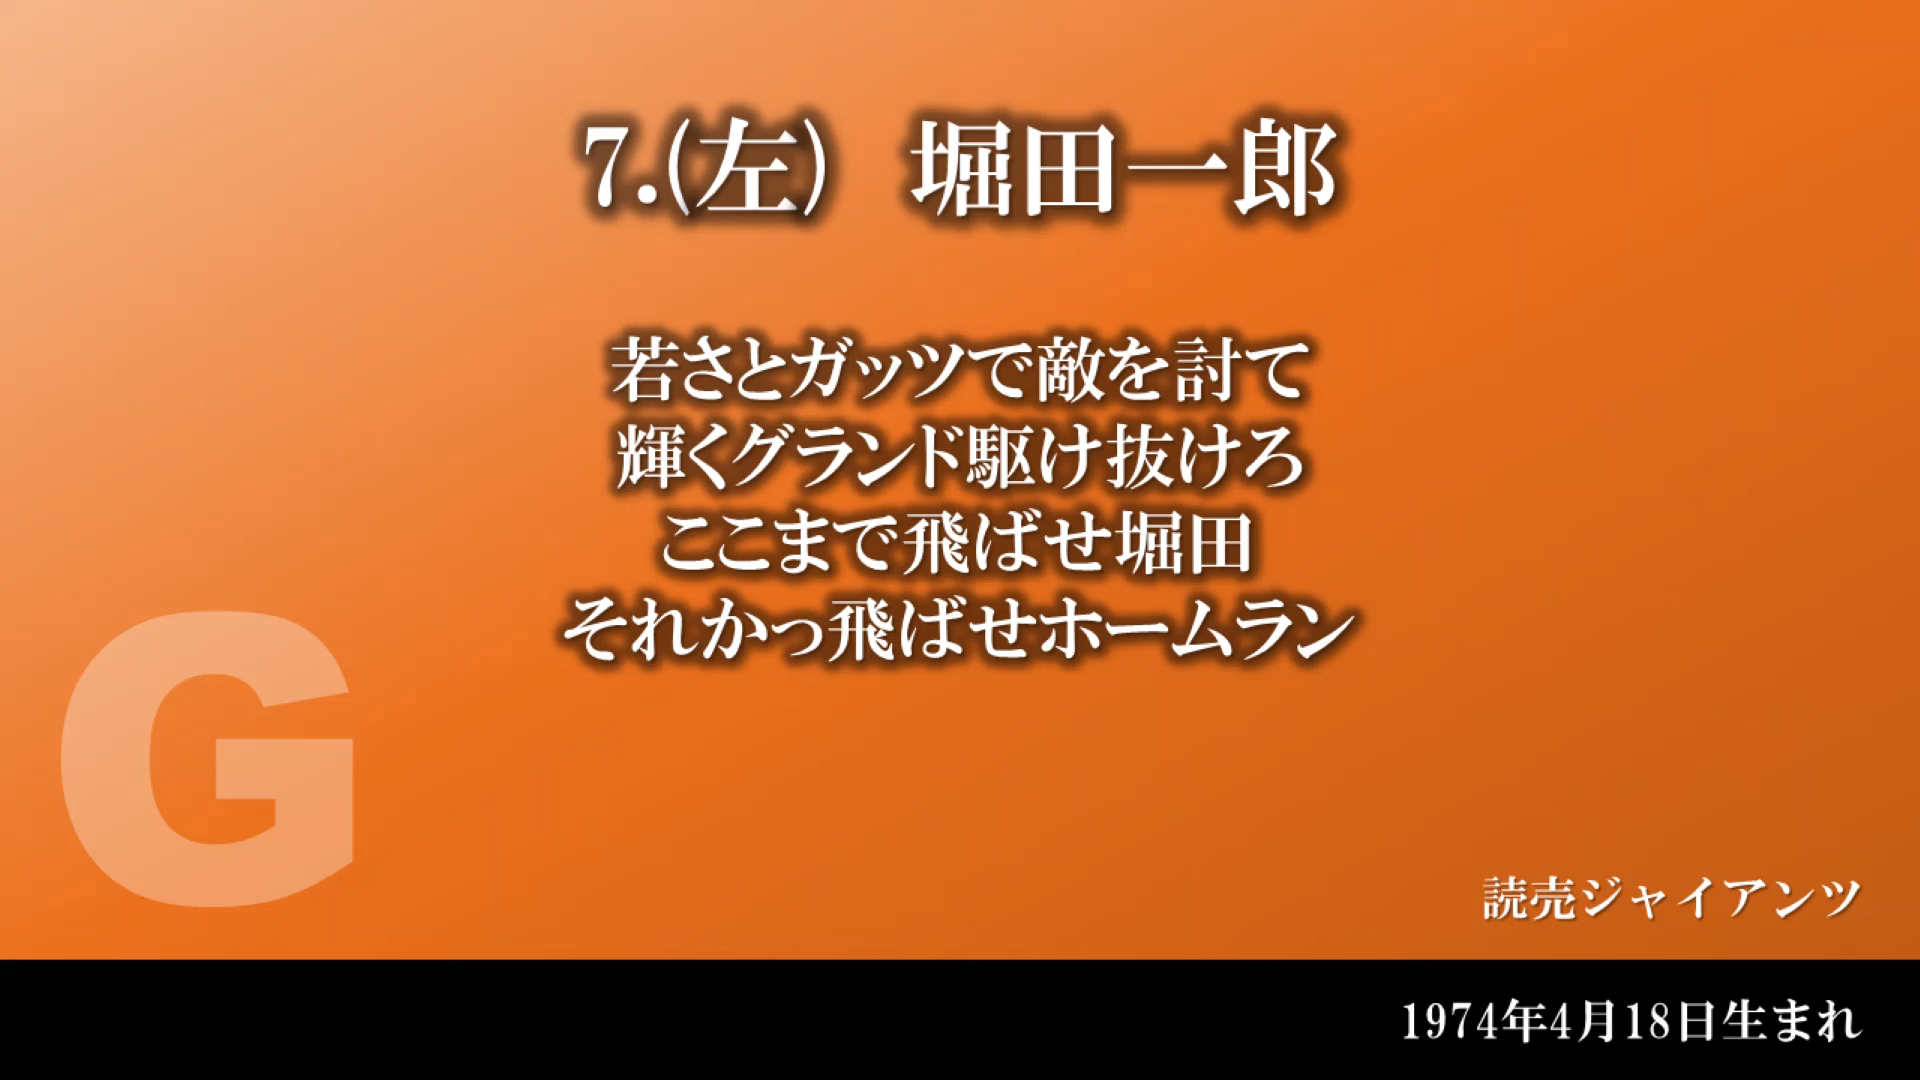 7.(左) 堀田一郎
若さとガッツで敵を討て
輝くグランド駆け抜けろ
ここまで飛ばせ堀田
それかっ飛ばせホームラン
G
読売ジャイアンツ
1974年4月18日生まれ